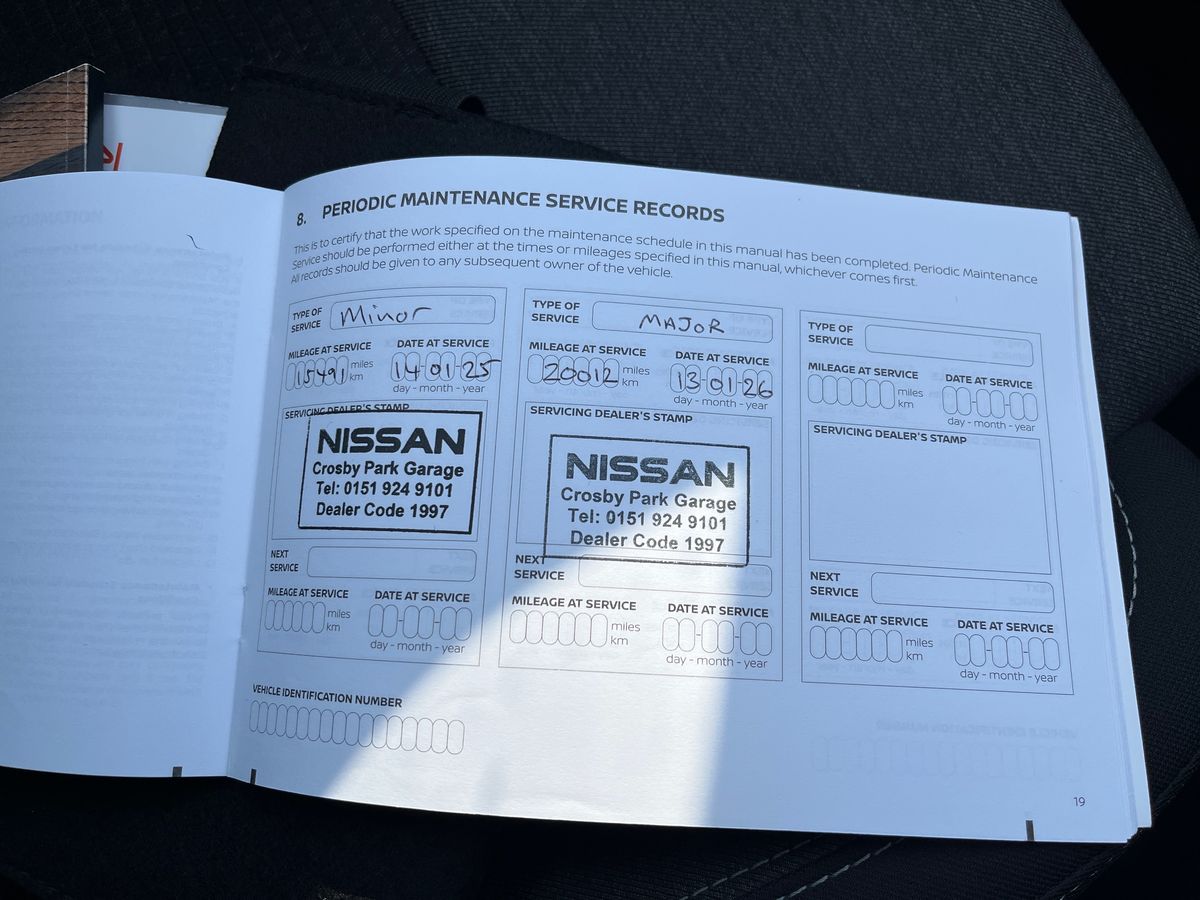 8. PERIODIC MAINTENANCE SERVICE RECORDS
This is to certify that the work specified on the maintenance schedule in this manual has been completed. Periodic Maintenance
Service should be performed either at the times or mileages specified in this manual, whichever comes first.
All records should be given to any subsequent owner of the vehicle.
TYPE OF
SERVICE
Minor
MILEAGE AT SERVICE
DATE AT SERVICE
15491
miles
km
14-01-25
day - month - year
SERVICING DEALER'S STAMP
NISSAN
Crosby Park Garage
Tel: 0151 924 9101
Dealer Code 1997
NEXT
SERVICE
MILEAGE AT SERVICE
DATE AT SERVICE
miles
km
day - month - year
TYPE OF
SERVICE
MAJOR
MILEAGE AT SERVICE
DATE AT SERVICE
20012
miles
km
13-01-26
day - month - year
SERVICING DEALER'S STAMP
NISSAN
Crosby Park Garage
Tel: 0151 924 9101
Dealer Code 1997
NEXT
SERVICE
MILEAGE AT SERVICE
DATE AT SERVICE
miles
km
day - month - year
TYPE OF
SERVICE
MILEAGE AT SERVICE
DATE AT SERVICE
miles
km
day - month - year
SERVICING DEALER'S STAMP
NEXT
SERVICE
MILEAGE AT SERVICE
DATE AT SERVICE
miles
km
day - month - year
VEHICLE IDENTIFICATION NUMBER
19